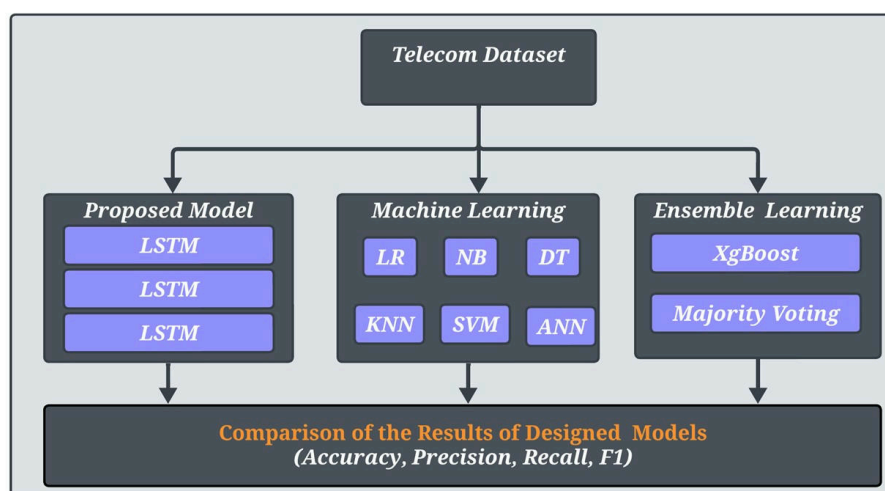 Telecom Dataset
Proposed Model
LSTM
LSTM
LSTM
Machine Learning
LR NB DT
KNN SVM ANN
Ensemble Learning
XgBoost
Majority Voting
Comparison of the Results of Designed Models
(Accuracy, Precision, Recall, F1)